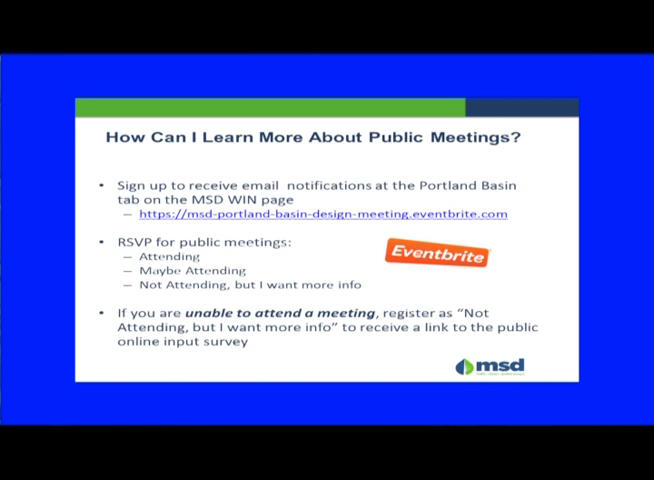 How Can I Learn More About Public Meetings?
• Sign up to receive email notifications at the Portland Basin
tab on the MSD WIN page
– https://msd-portland-basin-design-meeting.eventbrite.com
• RSVP for public meetings:
– Attending
– Maybe Attending
– Not Attending, but I want more info
Eventbrite
• If you are unable to attend a meeting, register as “Not
Attending, but I want more info” to receive a link to the public
online input survey
msd